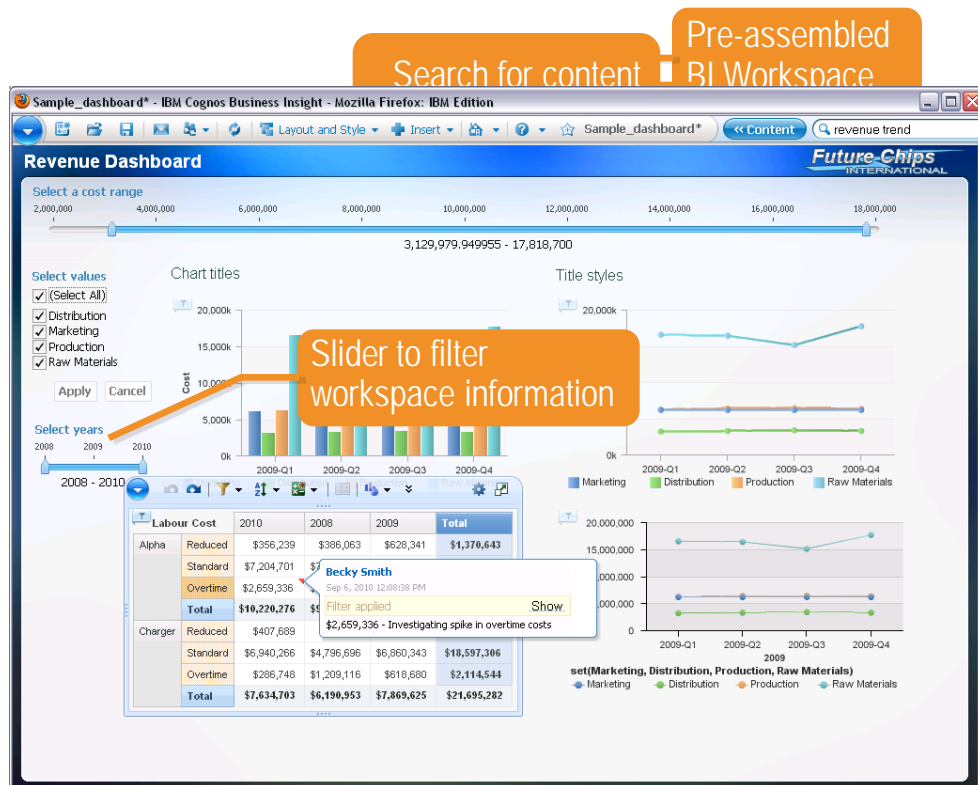 Pre-assembled
BI Workspace
Search for content
Sample_dashboard* - IBM Cognos Business Insight - Mozilla Firefox: IBM Edition
Layout and Style Insert Sample_dashboard* Content revenue trend
Revenue Dashboard
Future-Chips
INTERNATIONAL
Select a cost range
2,000,000 4,000,000 6,000,000 8,000,000 10,000,000 12,000,000 14,000,000 16,000,000 18,000,000
3,129,979.949955 - 17,818,700
Select values
(Select All)
Distribution
Marketing
Production
Raw Materials
Apply Cancel
Select years
2008 2009 2010
2008 - 2010
Chart titles
20,000k
15,000k
10,000k
5,000k
0k
Cost
2009-Q1 2009-Q2 2009-Q3 2009-Q4
Slider to filter
workspace information
Title styles
20,000k
0k
2009-Q1 2009-Q2 2009-Q3 2009-Q4
Marketing Distribution Production Raw Materials
Labour Cost 2010 2008 2009 Total
Alpha Reduced $356,239 $386,063 $628,341 $1,370,643
Standard $7,204,701
Overtime $2,659,336
Total $10,220,276
Charger Reduced $407,689
Standard $6,940,266 $4,796,696 $6,860,343 $18,597,306
Overtime $286,748 $1,209,116 $618,680 $2,114,544
Total $7,634,703 $6,190,953 $7,869,625 $21,695,282
Becky Smith
Sep 6, 2010 12:08:38 PM
Filter applied Show
$2,659,336 - Investigating spike in overtime costs
20,000,000
15,000,000
0
2009-Q1 2009-Q2 2009-Q3 2009-Q4
2009
set(Marketing, Distribution, Production, Raw Materials)
Marketing Distribution Production Raw Materials